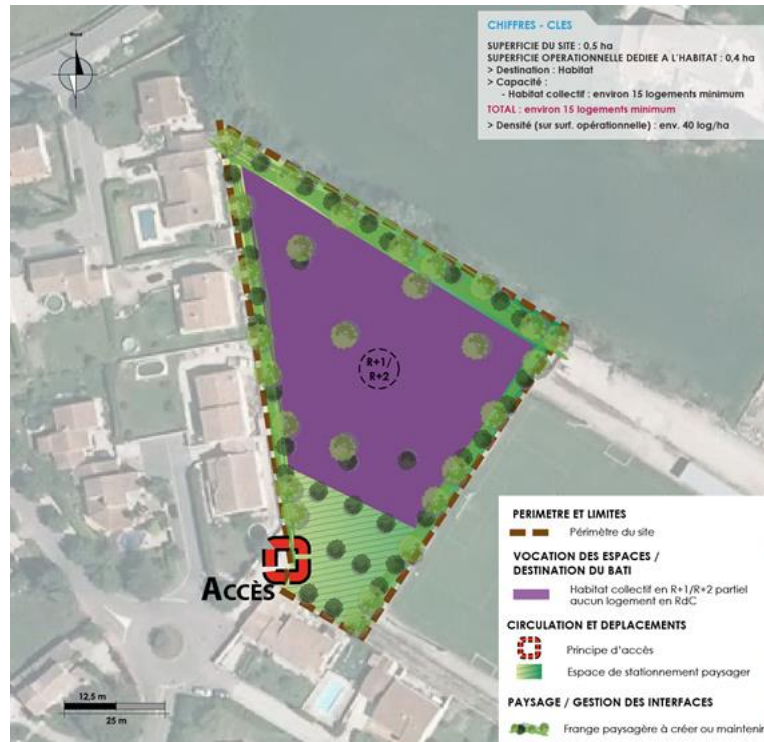 Nord
CHIFFRES - CLES
SUPERFICIE DU SITE : 0,5 ha
SUPERFICIE OPERATIONNELLE DEDIEE A L'HABITAT : 0,4 ha
> Destination : Habitat
> Capacité :
- Habitat collectif : environ 15 logements minimum
TOTAL : environ 15 logements minimum
> Densité (sur surf. opérationnelle) : env. 40 log/ha
R+1/
R+2
ACCÈS
12,5 m
25 m
PERIMETRE ET LIMITES
Périmètre du site
VOCATION DES ESPACES /
DESTINATION DU BATI
Habitat collectif en R+1/R+2 partiel
aucun logement en RdC
CIRCULATION ET DEPLACEMENTS
Principe d'accès
Espace de stationnement paysager
PAYSAGE / GESTION DES INTERFACES
Frange paysagère à créer ou maintenir